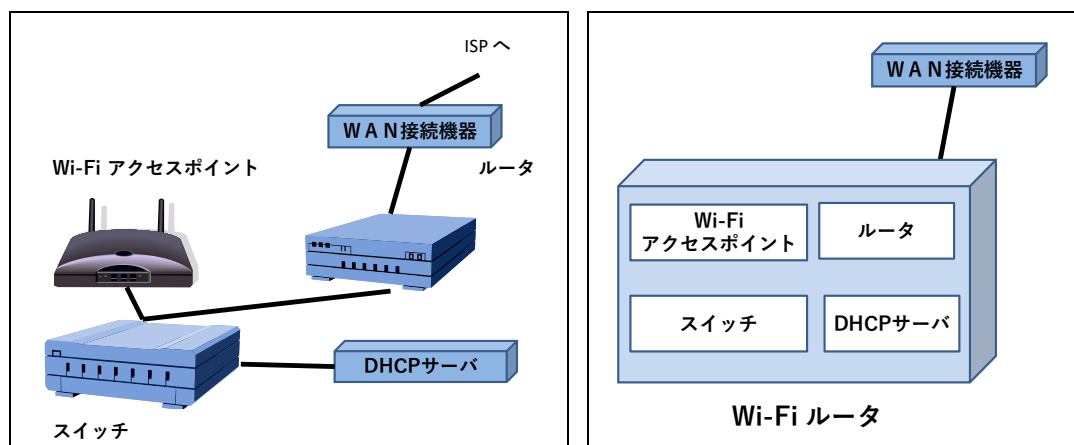 ISP へ
ＷＡＮ接続機器
Wi-Fi アクセスポイント
ルータ
DHCPサーバ
スイッチ
ＷＡＮ接続機器
Wi-Fi
アクセスポイント
ルータ
スイッチ
DHCPサーバ
Wi-Fi ルータ